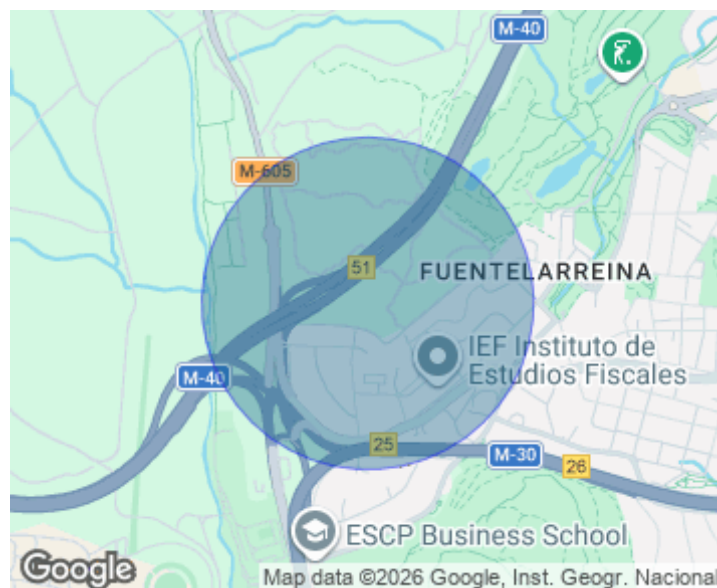 M-40
M-605
51
FUENTELARREINA
IEF Instituto de
Estudios Fiscales
M-40
25
M-30
26
ESCP Business School
Google
Map data ©2026 Google, Inst. Geogr. Nacional